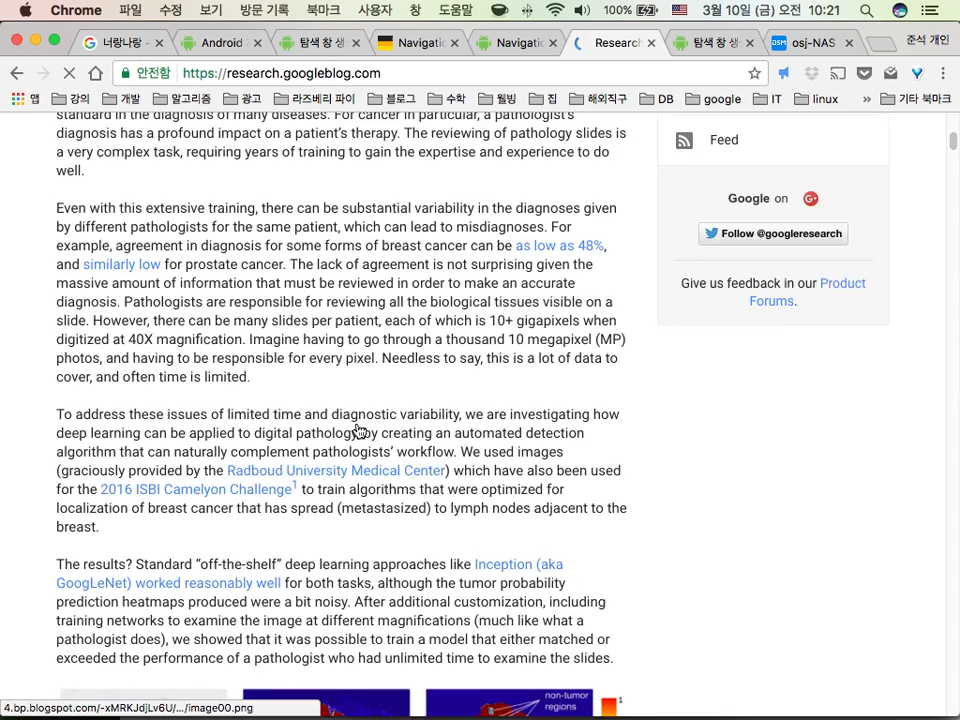 Chrome 파일 수정 보기 방문 기록 북마크 사용자 창 도움말 100% 3월 10일 (금) 오전 10:21
너랑나랑 - Android 탐색 창 생 Navigati Navigati Research 탐색 창 생 osj-NAS 준석 개인
안전함 https://research.googleblog.com
앱 강의 개발 알고리즘 광고 라즈베리 파이 블로그 수학 웹빙 집 해외직구 DB google IT linux » 기타 북마크
standard in the diagnosis of many diseases. For cancer in particular, a pathologist's
diagnosis has a profound impact on a patient's therapy. The reviewing of pathology slides is
a very complex task, requiring years of training to gain the expertise and experience to do
well.
Even with this extensive training, there can be substantial variability in the diagnoses given
by different pathologists for the same patient, which can lead to misdiagnoses. For
example, agreement in diagnosis for some forms of breast cancer can be as low as 48%,
and similarly low for prostate cancer. The lack of agreement is not surprising given the
massive amount of information that must be reviewed in order to make an accurate
diagnosis. Pathologists are responsible for reviewing all the biological tissues visible on a
slide. However, there can be many slides per patient, each of which is 10+ gigapixels when
digitized at 40X magnification. Imagine having to go through a thousand 10 megapixel (MP)
photos, and having to be responsible for every pixel. Needless to say, this is a lot of data to
cover, and often time is limited.
To address these issues of limited time and diagnostic variability, we are investigating how
deep learning can be applied to digital pathology by creating an automated detection
algorithm that can naturally complement pathologists' workflow. We used images
(graciously provided by the Radboud University Medical Center) which have also been used
for the 2016 ISBI Camelyon Challenge1 to train algorithms that were optimized for
localization of breast cancer that has spread (metastasized) to lymph nodes adjacent to the
breast.
The results? Standard “off-the-shelf” deep learning approaches like Inception (aka
GoogLeNet) worked reasonably well for both tasks, although the tumor probability
prediction heatmaps produced were a bit noisy. After additional customization, including
training networks to examine the image at different magnifications (much like what a
pathologist does), we showed that it was possible to train a model that either matched or
exceeded the performance of a pathologist who had unlimited time to examine the slides.
non-tumor
regions
1
Feed
Google on
Follow @googleresearch
Give us feedback in our Product
Forums.
4.bp.blogspot.com/-xMRKJdjLv6U/.../image00.png